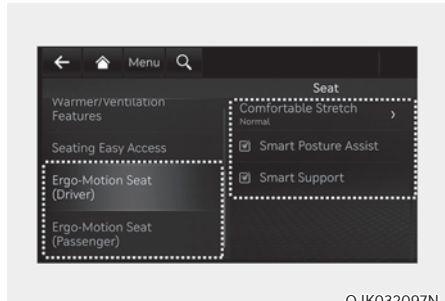 Menu
Seat
Warmer/Ventilation
Features
Seating Easy Access
Ergo-Motion Seat
(Driver)
Ergo-Motion Seat
(Passenger)
Comfortable Stretch
Normal
Smart Posture Assist
Smart Support
OJK032097N